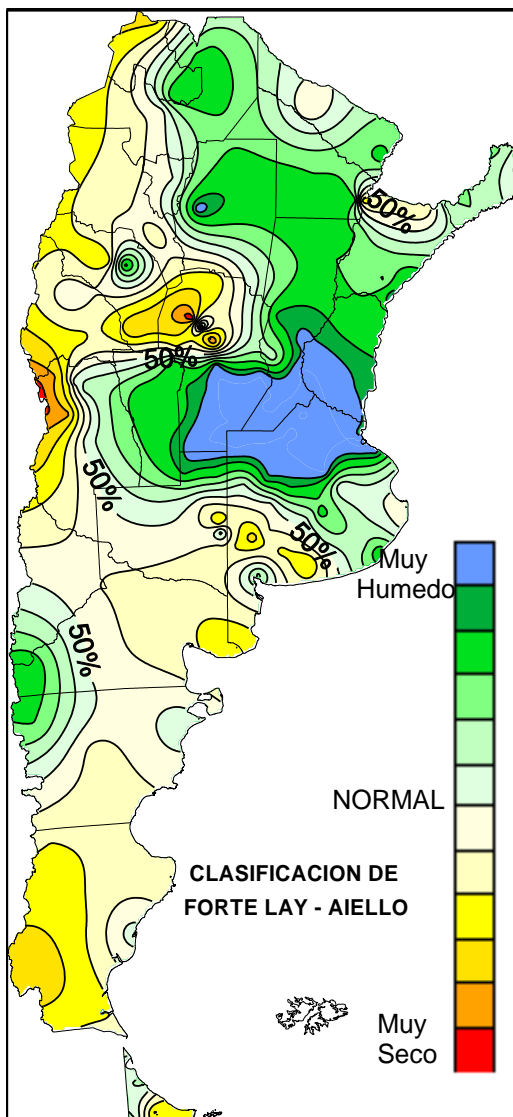 50%
50%
50%
50%
50%
Muy
Humedo
NORMAL
CLASIFICACION DE
FORTE LAY - AIELLO
Muy
Seco